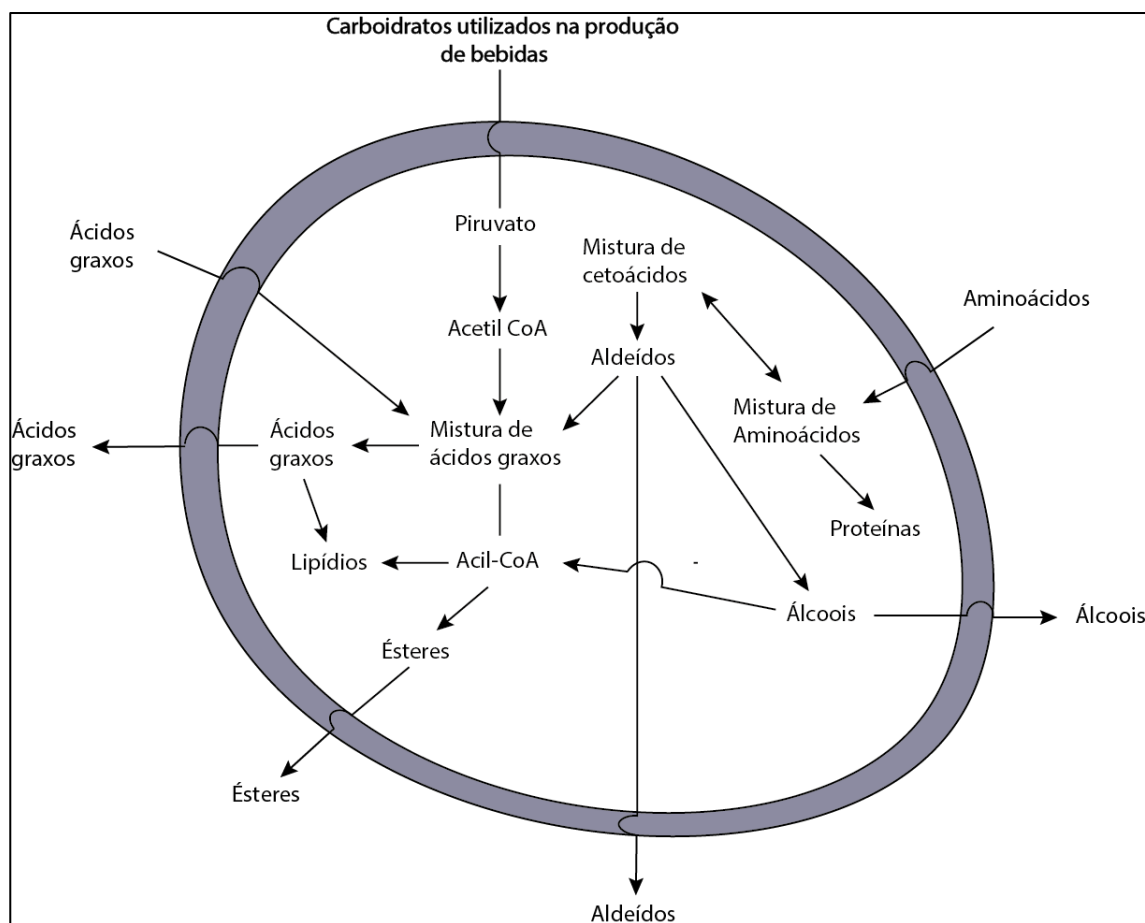 Carboidratos utilizados na produção
de bebidas
Piruvato
Ácidos
graxos
Mistura de
cetoácidos
Aminoácidos
Acetil CoA
Aldeídos
Mistura de
Aminoácidos
Ácidos
graxos
Ácidos
graxos
Mistura de
ácidos graxos
Proteínas
Lipídios
Acil-CoA
Álcoois
Álcoois
Ésteres
Ésteres
Aldeídos